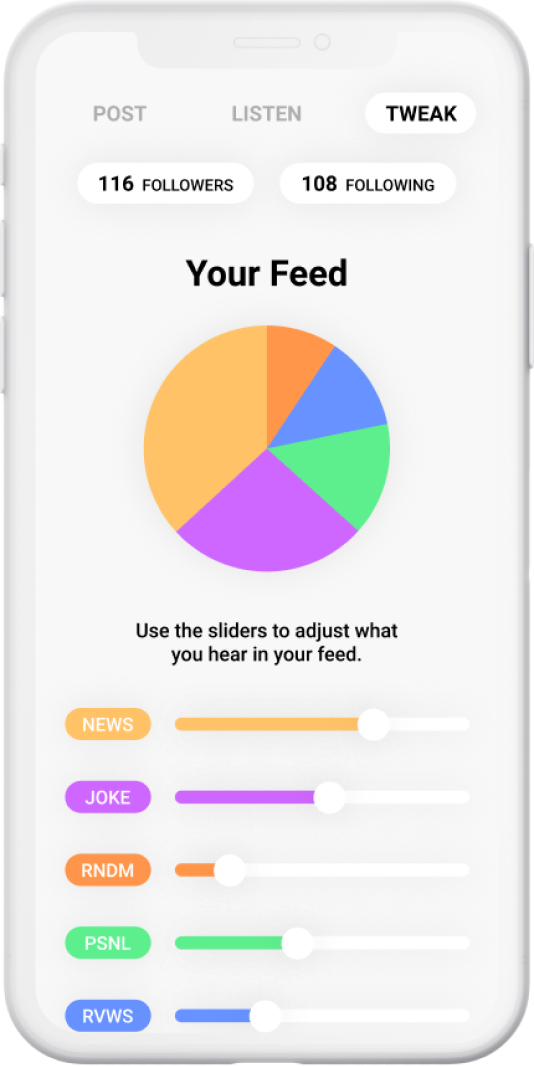 POST LISTEN TWEAK
116 FOLLOWERS 108 FOLLOWING
Your Feed
Use the sliders to adjust what
you hear in your feed.
NEWS
JOKE
RNDM
PSNL
RVWS